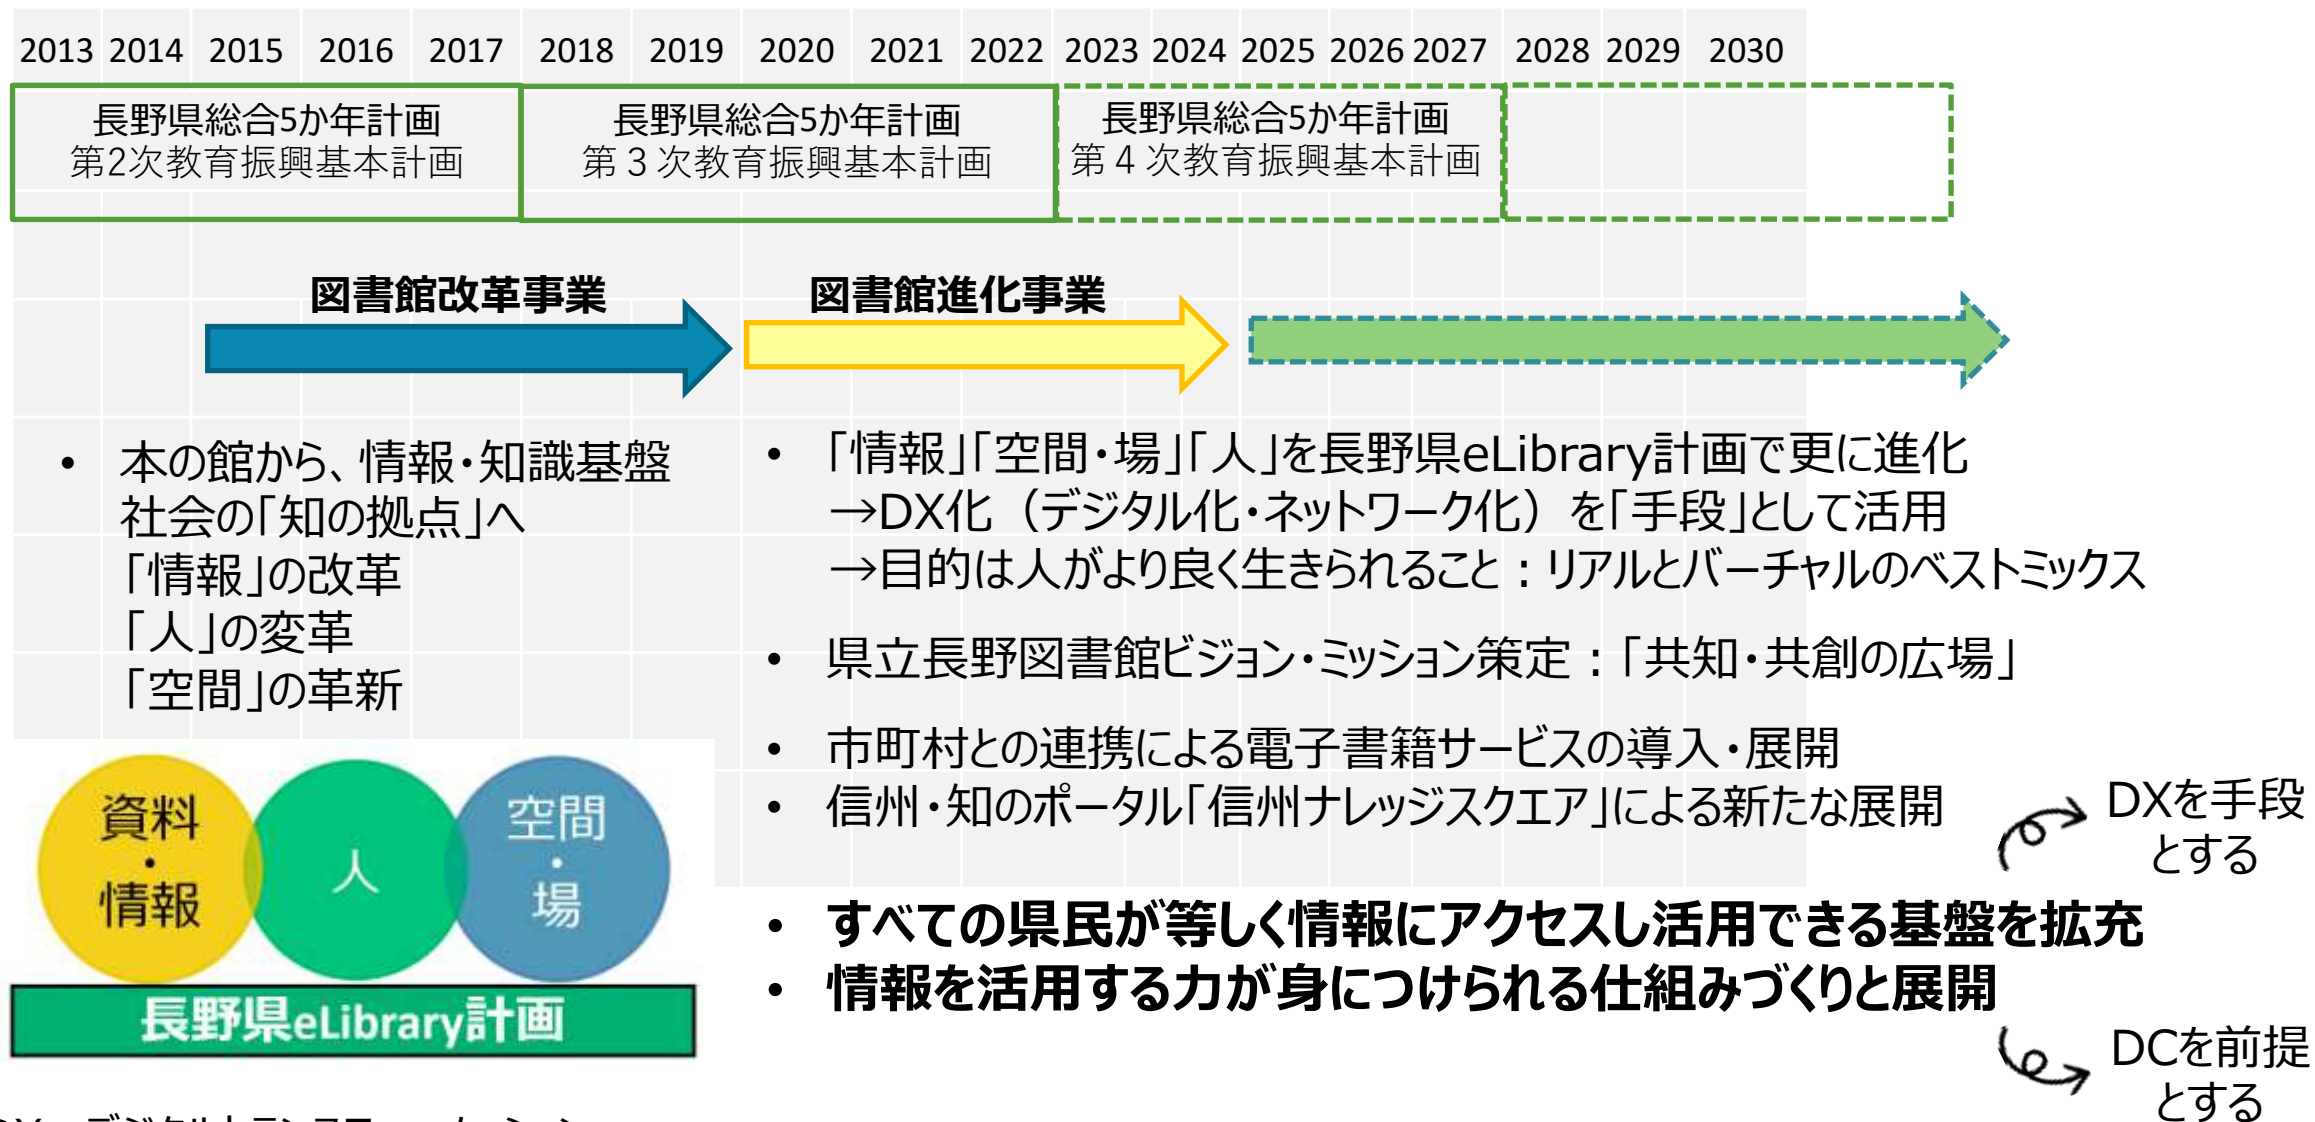 2013 2014 2015 2016 2017 2018 2019 2020 2021 2022 2023 2024 2025 2026 2027 2028 2029 2030
長野県総合5か年計画
第2次教育振興基本計画
長野県総合5か年計画
第３次教育振興基本計画
長野県総合5か年計画
第４次教育振興基本計画
図書館改革事業
図書館進化事業
• 本の館から、情報・知識基盤
社会の「知の拠点」へ
「情報」の改革
「人」の変革
「空間」の革新
資料
・
情報
人
空間
・
場
長野県eLibrary計画
• 「情報」「空間・場」「人」を長野県eLibrary計画で更に進化
→DX化（デジタル化・ネットワーク化）を「手段」として活用
→目的は人がより良く生きられること：リアルとバーチャルのベストミックス
• 県立長野図書館ビジョン・ミッション策定：「共知・共創の広場」
• 市町村との連携による電子書籍サービスの導入・展開
• 信州・知のポータル「信州ナレッジスクエア」による新たな展開
DXを手段
とする
• すべての県民が等しく情報にアクセスし活用できる基盤を拡充
• 情報を活用する力が身につけられる仕組みづくりと展開
DCを前提
とする